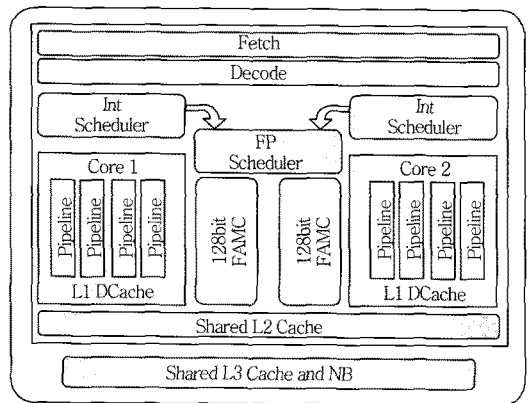 Fetch
Decode
Int
Scheduler
Int
Scheduler
FP
Scheduler
Core 1
Pipeline
Pipeline
Pipeline
Pipeline
L1 DCache
128bit
FAMC
128bit
FAMC
Core 2
Pipeline
Pipeline
Pipeline
Pipeline
L1 DCache
Shared L2 Cache
Shared L3 Cache and NB